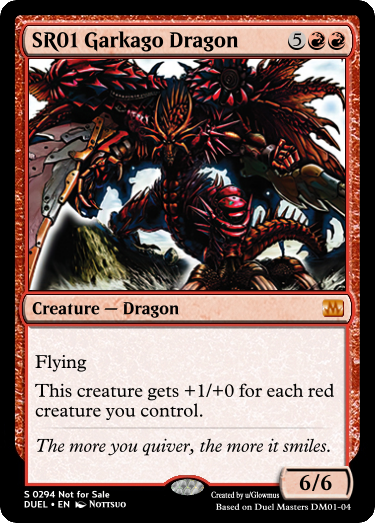 SR01 Garkago Dragon 5
Creature — Dragon
Flying
This creature gets +1/+0 for each red
creature you control.
The more you quiver, the more it smiles.
6/6
S 0294 Not for Sale
DUEL • EN Nottsuo
Created by u/Glowmus
Based on Duel Masters DM01-04